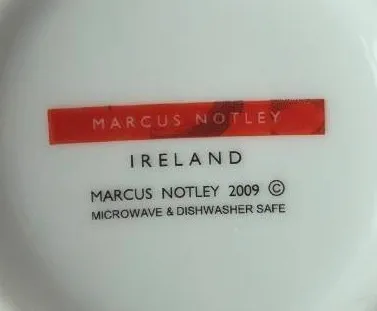 MARCUS NOTLEY
IRELAND
MARCUS NOTLEY 2009 ©
MICROWAVE & DISHWASHER SAFE